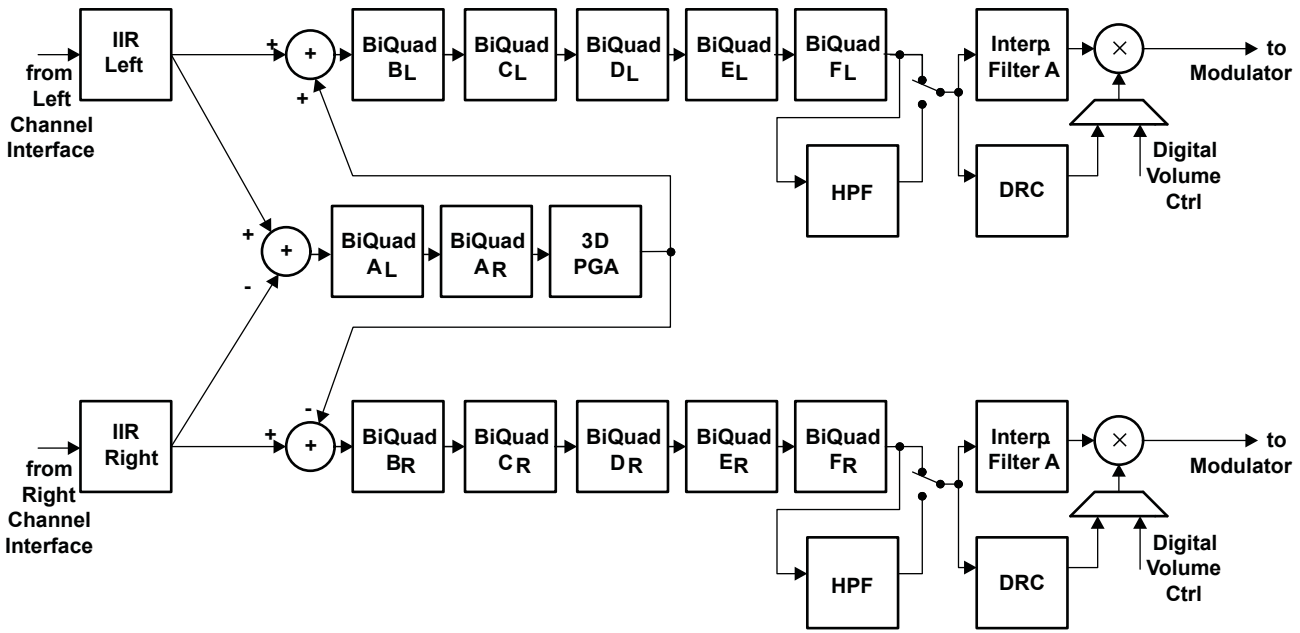 IIR
Left
from
Left
Channel
Interface
+
+
+
BiQuad
BL
BiQuad
CL
BiQuad
DL
BiQuad
EL
BiQuad
FL
HPF
Interp.
Filter A
DRC
×
to
Modulator
Digital
Volume
Ctrl
+
-
+
BiQuad
AL
BiQuad
AR
3D
PGA
IIR
Right
from
Right
Channel
Interface
+
-
+
BiQuad
BR
BiQuad
CR
BiQuad
DR
BiQuad
ER
BiQuad
FR
HPF
Interp.
Filter A
DRC
×
to
Modulator
Digital
Volume
Ctrl